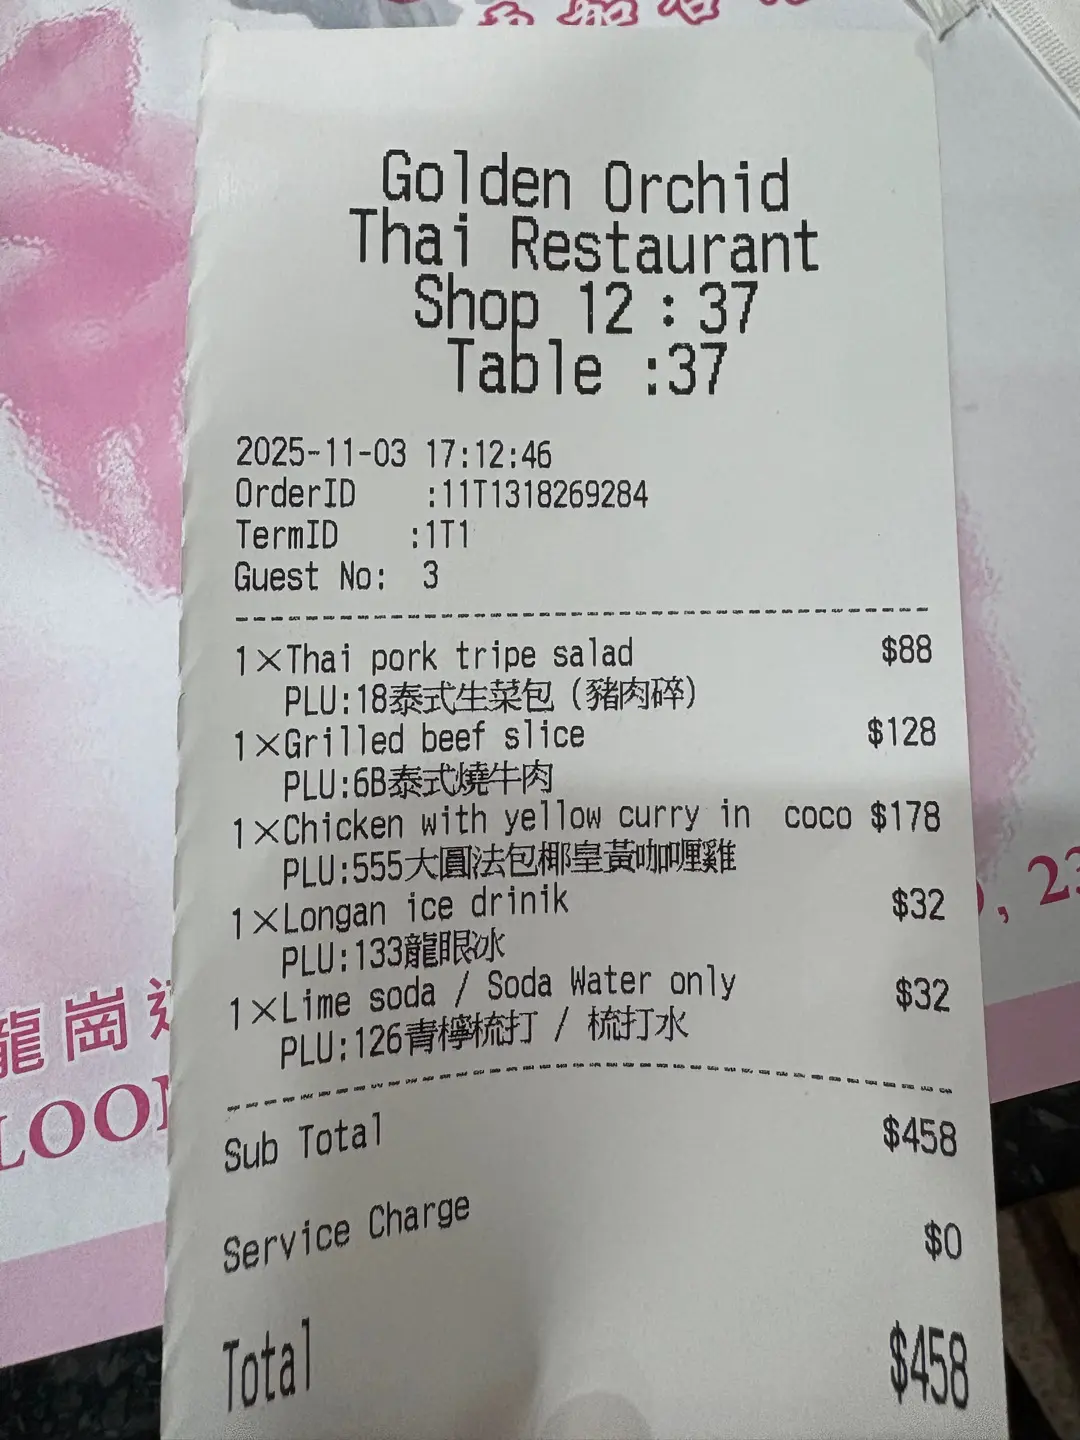 Golden Orchid
Thai Restaurant
Shop 12 : 37
Table :37
2025-11-03 17:12:46
OrderID :11T1318269284
TermID :1T1
Guest No: 3
1×Thai pork tripe salad $88
PLU:18泰式生菜包 (豬肉碎)
1×Grilled beef slice $128
PLU:6B泰式燒牛肉
1×Chicken with yellow curry in coco $178
PLU:555大圓法包椰皇黃咖喱雞
1×Longan ice drinik $32
PLU:133龍眼冰
1×Lime soda / Soda Water only $32
PLU:126青檸梳打 / 梳打水
Sub Total $458
Service Charge $0
Total $458
龍崗
LOO
, 23